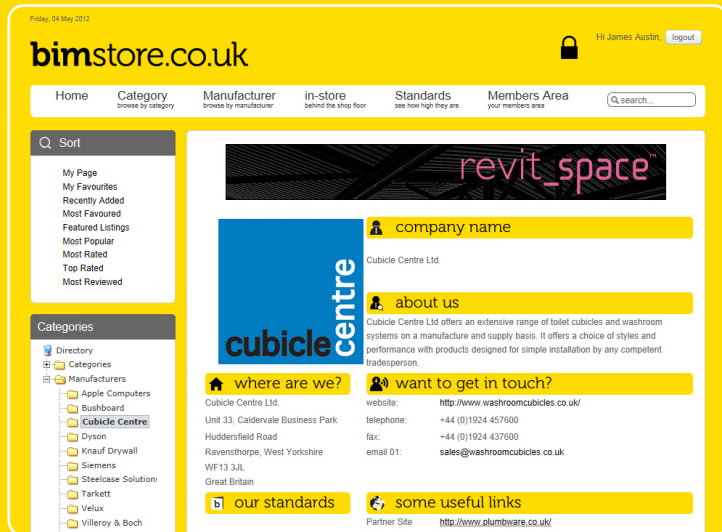 Friday, 04 May 2012
Hi James Austin, logout
bimstore.co.uk
Home Category Manufacturer in-store Standards Members Area
browse by category browse by manufacturer behind the shop floor see how high they are your members area
search...
Sort
My Page
My Favourites
Recently Added
Most Favoured
Featured Listings
Most Popular
Most Rated
Top Rated
Most Reviewed
Categories
Directory
Categories
Manufacturers
Apple Computers
Bushboard
Cubicle Centre
Dyson
Knauf Drywall
Siemens
Steelcase Solution
Tarkett
Velux
Villeroy & Boch
revit_space™
cubicle centre
company name
Cubicle Centre Ltd.
about us
Cubicle Centre Ltd offers an extensive range of toilet cubicles and washroom
systems on a manufacture and supply basis. It offers a choice of styles and
performance with products designed for simple installation by any competent
tradesperson.
where are we?
Cubicle Centre Ltd.
Unit 33, Caldervale Business Park
Huddersfield Road
Ravensthorpe, West Yorkshire
WF13 3JL
Great Britain
want to get in touch?
website: http://www.washroomcubicles.co.uk/
telephone: +44 (0)1924 457600
fax: +44 (0)1924 437600
email 01: sales@washroomcubicles.co.uk
b our standards
some useful links
Partner Site http://www.plumbware.co.uk/